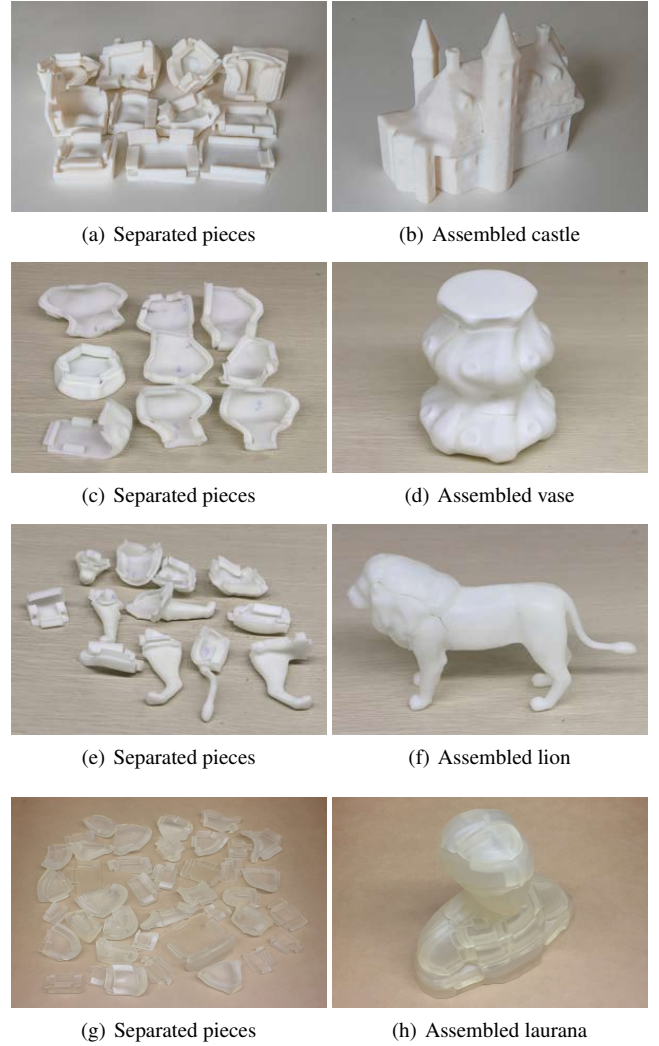 (a) Separated pieces
(b) Assembled castle
(c) Separated pieces
(d) Assembled vase
(e) Separated pieces
(f) Assembled lion
(g) Separated pieces
(h) Assembled laurana